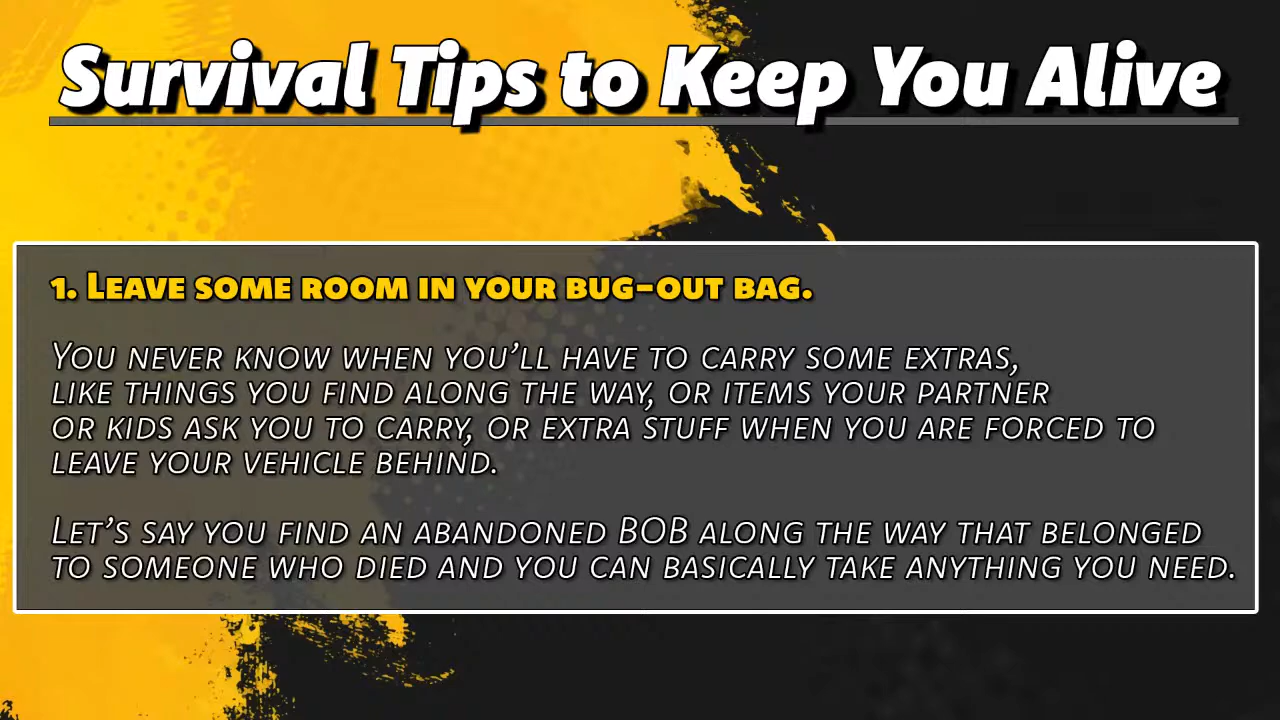 Survival Tips to Keep You Alive
1. Leave some room in your bug-out bag.
You never know when you’ll have to carry some extras,
like things you find along the way, or items your partner
or kids ask you to carry, or extra stuff when you are forced to
leave your vehicle behind.
Let’s say you find an abandoned BOB along the way that belonged
to someone who died and you can basically take anything you need.